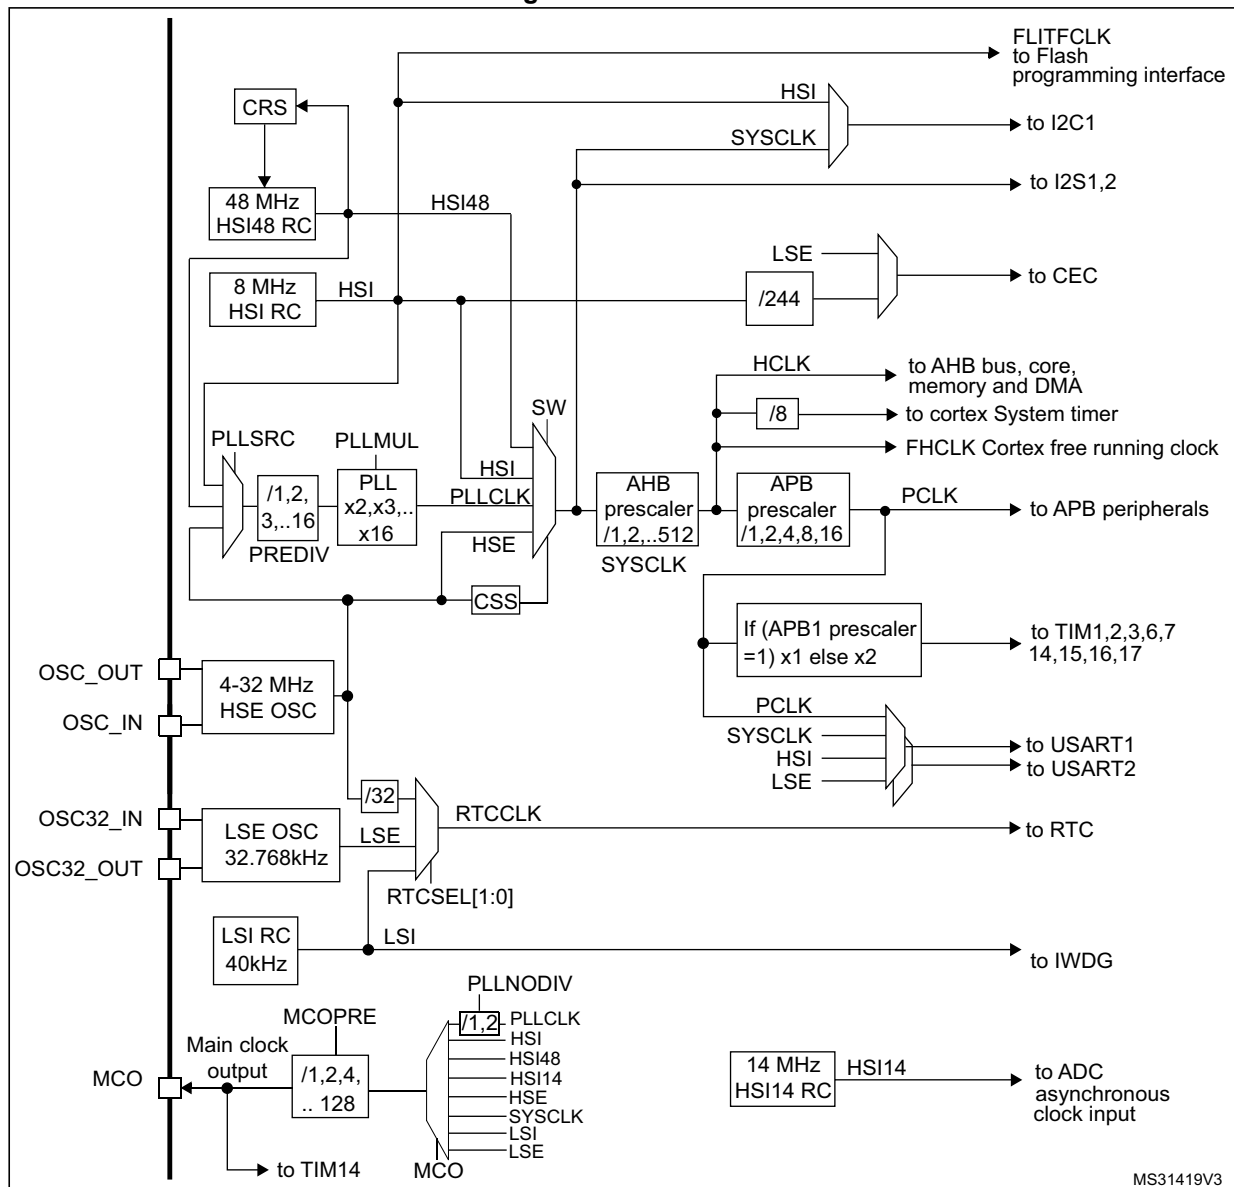 FLITFCLK
to Flash
programming interface
HSI
CRS
to I2C1
SYSCLK
to I2S1,2
48 MHz
HSI48 RC
HSI48
LSE
to CEC
8 MHz
HSI RC
HSI
/244
HCLK
to AHB bus, core,
memory and DMA
SW
/8
to cortex System timer
PLLSRC
PLLMUL
FHCLK Cortex free running clock
HSI
/1,2,
3,..16
PREDIV
PLL
x2,x3,..
x16
PLLCLK
AHB
prescaler
/1,2,..512
APB
prescaler
/1,2,4,8,16
PCLK
to APB peripherals
HSE
SYSCLK
CSS
If (APB1 prescaler
=1) x1 else x2
to TIM1,2,3,6,7
14,15,16,17
OSC_OUT
4-32 MHz
HSE OSC
OSC_IN
PCLK
SYSCLK
HSI
LSE
to USART1
to USART2
/32
OSC32_IN
LSE OSC
32.768kHz
LSE
RTCCLK
to RTC
OSC32_OUT
RTCSEL[1:0]
LSI RC
40kHz
LSI
to IWDG
PLLNODIV
MCOPRE
/1,2
PLLCLK
HSI
HSI48
HSI14
HSE
SYSCLK
LSI
LSE
Main clock
output
MCO
/1,2,4,
.. 128
14 MHz
HSI14 RC
HSI14
to ADC
asynchronous
clock input
to TIM14
MCO
MS31419V3